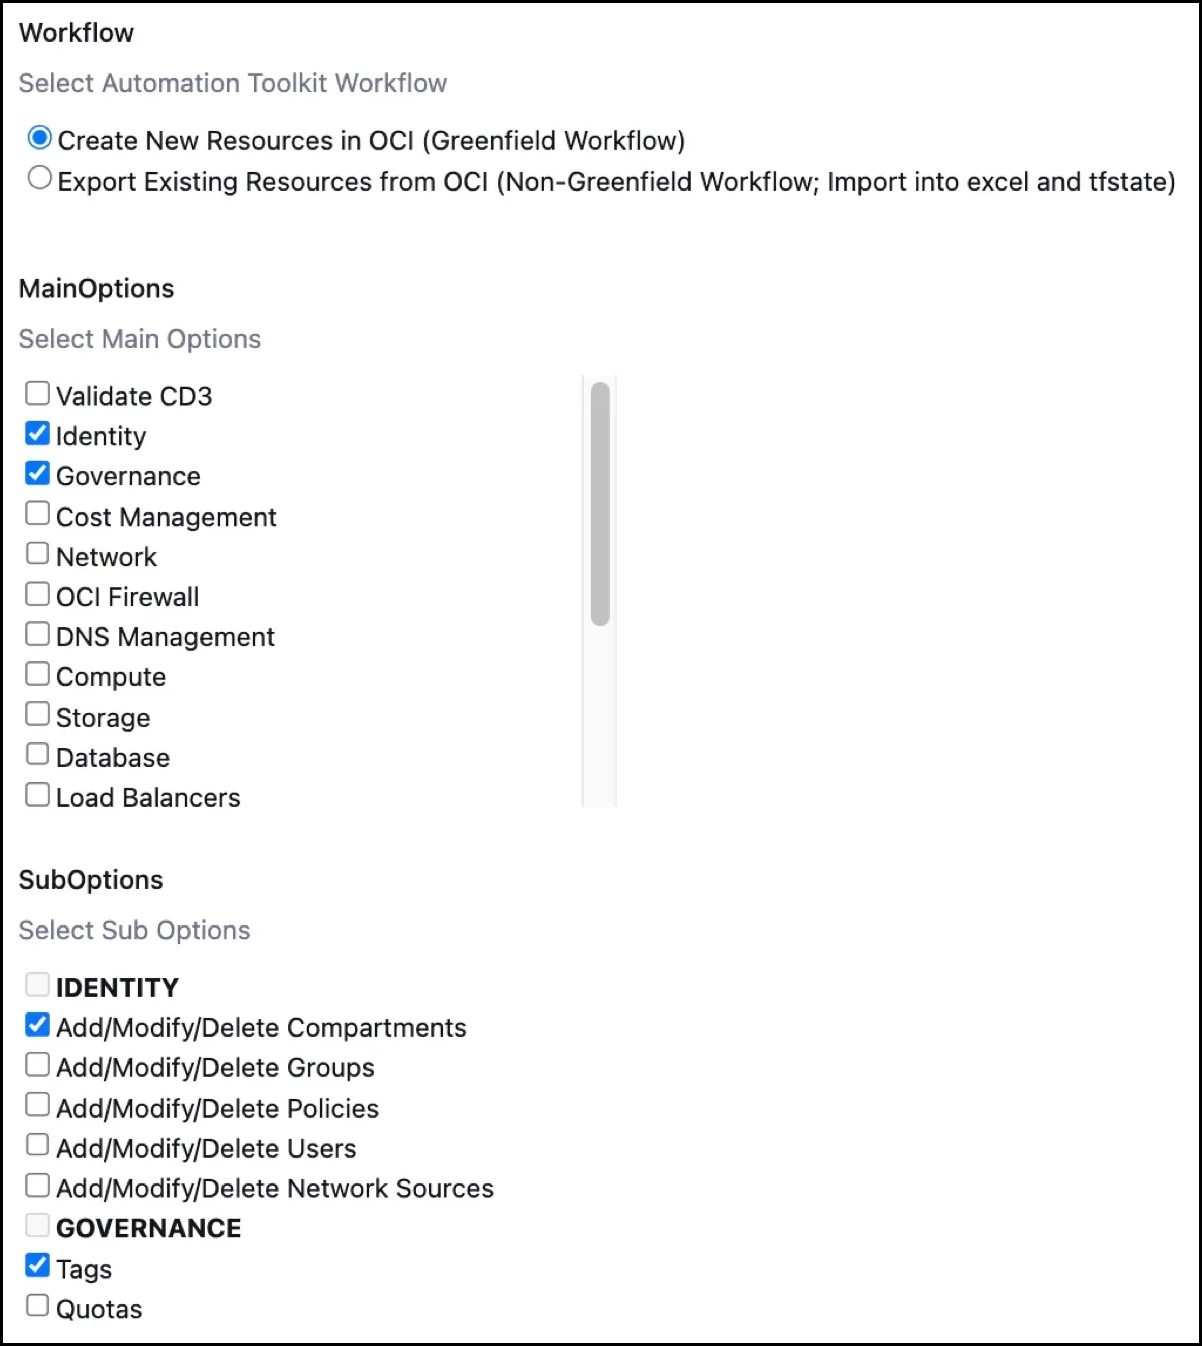 Workflow
Select Automation Toolkit Workflow
Create New Resources in OCI (Greenfield Workflow)
Export Existing Resources from OCI (Non-Greenfield Workflow; Import into excel and tfstate)
MainOptions
Select Main Options
Validate CD3
Identity
Governance
Cost Management
Network
OCI Firewall
DNS Management
Compute
Storage
Database
Load Balancers
SubOptions
Select Sub Options
IDENTITY
Add/Modify/Delete Compartments
Add/Modify/Delete Groups
Add/Modify/Delete Policies
Add/Modify/Delete Users
Add/Modify/Delete Network Sources
GOVERNANCE
Tags
Quotas